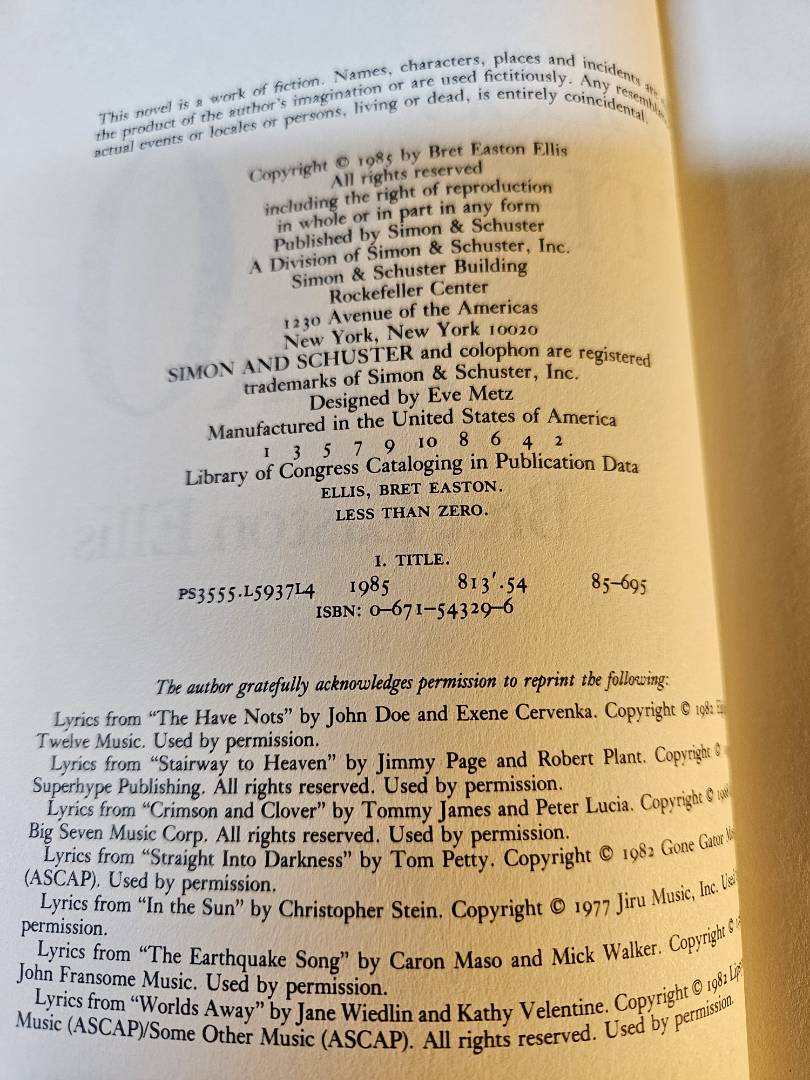 This novel is a work of fiction. Names, characters, places and incidents are
the product of the author's imagination or are used fictitiously. Any
actual events or locales or persons, living or dead, is entirely coincidental.
Copyright © 1985 by Bret Easton Ellis
All rights reserved
including the right of reproduction
in whole or in part in any form
Published by Simon & Schuster
A Division of Simon & Schuster, Inc.
Simon & Schuster Building
Rockefeller Center
1230 Avenue of the Americas
New York, New York 10020
SIMON AND SCHUSTER and colophon are registered
trademarks of Simon & Schuster, Inc.
Designed by Eve Metz
Manufactured in the United States of America
1 3 5 7 9 10 8 6 4 2
Library of Congress Cataloging in Publication Data
ELLIS, BRET EASTON.
LESS THAN ZERO.
I. TITLE.
PS3555.L5937L4 1985 813'.54 85-695
ISBN: 0-671-54329-6
The author gratefully acknowledges permission to reprint the following:
Lyrics from "The Have Nots" by John Doe and Exene Cervenka. Copyright © 1982
Twelve Music. Used by permission.
Lyrics from "Stairway to Heaven" by Jimmy Page and Robert Plant. Copyright ©
Superhype Publishing. All rights reserved. Used by permission.
Lyrics from "Crimson and Clover" by Tommy James and Peter Lucia. Copyright ©
Big Seven Music Corp. All rights reserved. Used by permission.
Lyrics from "Straight Into Darkness" by Tom Petty. Copyright © 1982 Gone Gator
(ASCAP). Used by permission.
Lyrics from "In the Sun" by Christopher Stein. Copyright © 1977 Jiru Music, Inc. Used
permission.
Lyrics from "The Earthquake Song" by Caron Maso and Mick Walker. Copyright ©
John Fransome Music. Used by permission.
Lyrics from "Worlds Away" by Jane Wiedlin and Kathy Velentine. Copyright © 1982
Music (ASCAP)/Some Other Music (ASCAP). All rights reserved. Used by permission.